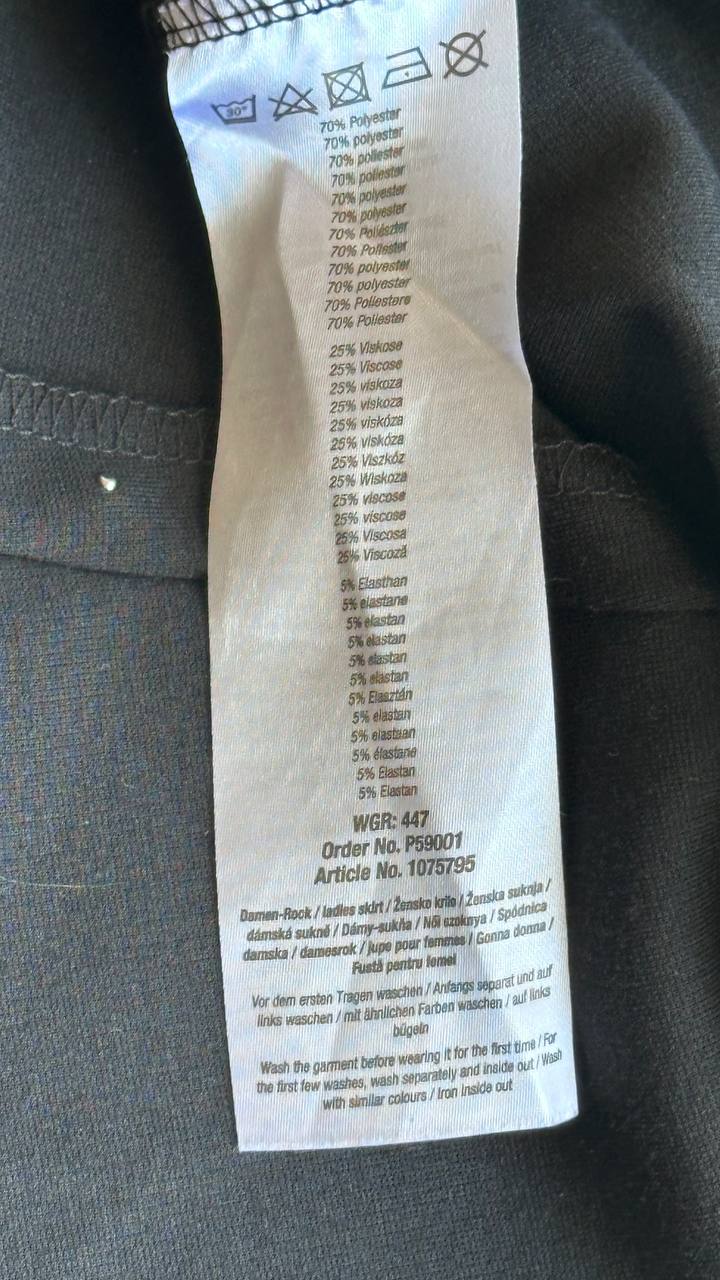 30°
70% Polyester
70% polyester
70% poliester
70% poliester
70% polyester
70% polyester
70% Poliészter
70% Poliester
70% polyester
70% polyester
70% Poliestere
70% Poliester
25% Viskose
25% Viscose
25% viskoza
25% viskoza
25% viskóza
25% viskóza
25% Viszkóz
25% Wiskoza
25% viscose
25% viscose
25% Viscosa
25% Viscoză
5% Elasthan
5% elastane
5% elastan
5% elastan
5% elastan
5% elastan
5% Elasztán
5% elastan
5% elastaan
5% élastane
5% Elastan
5% Elastan
WGR: 447
Order No. P59001
Article No. 1075795
Damen-Rock / ladies skirt / Žensko krilo / Ženska suknja /
dámská sukně / Dámy-sukňa / Női szoknya / Spódnica
damska / damesrok / jupe pour femmes / Gonna donna /
Fustă pentru femei
Vor dem ersten Tragen waschen / Anfangs separat und auf
links waschen / mit ähnlichen Farben waschen / auf links
bügeln
Wash the garment before wearing it for the first time / For
the first few washes, wash separately and inside out / Wash
with similar colours / Iron inside out